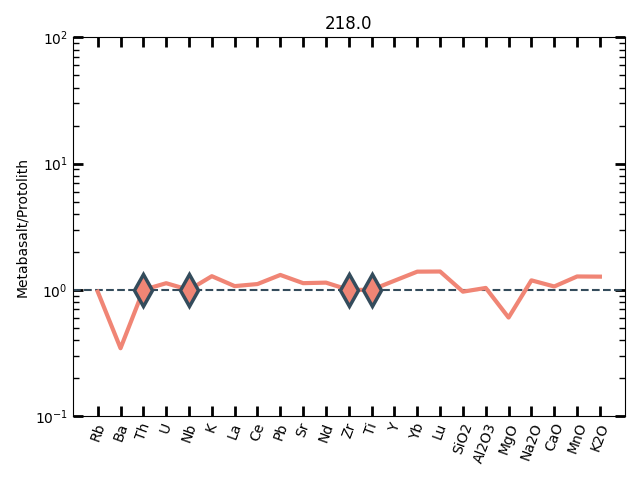 218.0
Metabasalt/Protolith
10²
10¹
10⁰
10⁻¹
Rb
Ba
Th
U
Nb
K
La
Ce
Pb
Sr
Nd
Zr
Ti
Y
Yb
Lu
SiO2
Al2O3
MgO
Na2O
CaO
MnO
K2O